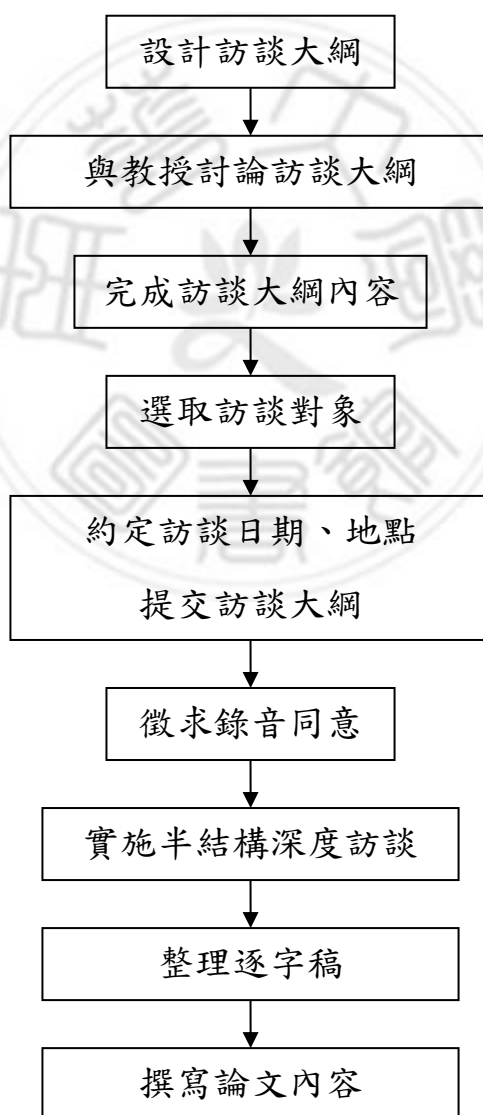 設計訪談大綱
與教授討論訪談大綱
完成訪談大綱內容
選取訪談對象
約定訪談日期、地點
提交訪談大綱
徵求錄音同意
實施半結構深度訪談
整理逐字稿
撰寫論文內容